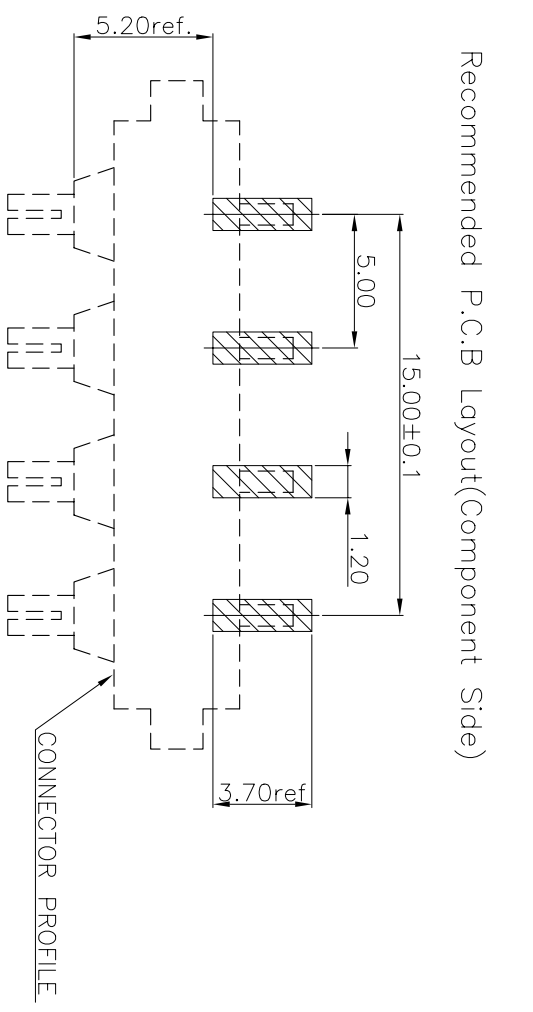 Recommended P.C.B Layout(Component Side)
15.00±0.1
5.00
1.20
5.20ref.
3.70ref
CONNECTOR PROFILE